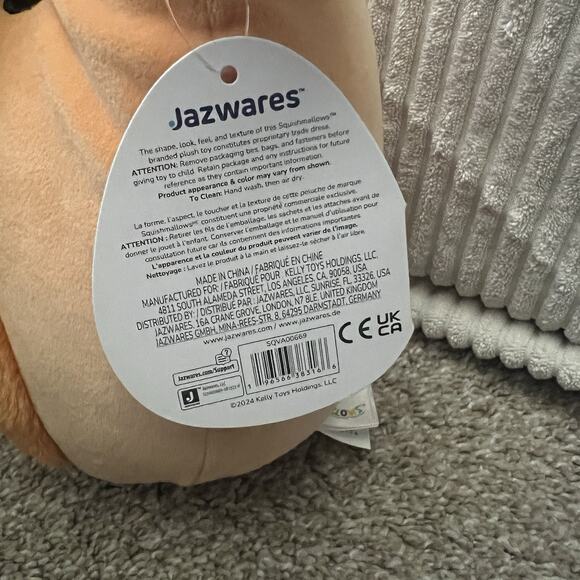 Jazwares™
The shape, look, feel, and texture of this Squishmallows™
branded plush toy constitutes proprietary trade dress.
ATTENTION: Remove packaging bes, bags, and fasteners before
giving toy to child. Retain package and any instructions for future
reference as they contain important information.
Product appearance & color may vary from shown.
To Clean: Hand wash, then air dry.
La forme, l'aspect, le toucher et la texture de cette peluche de marque
Squishmallows™ constituent une propriété commerciale exclusive.
ATTENTION : Retirer les fils de l'emballage, les sachets et les attaches avant de
donner le jouet à l'enfant. Conserver l'emballage et le manuel d'utilisation pour
consultation future car ils contiennent des informations importantes.
L'apparence et la couleur du produit peuvent varier de l'image.
Nettoyage : Lavez le produit à la main et laissez-le sécher à l'air libre.
MADE IN CHINA / FABRIQUÉ EN CHINE
MANUFACTURED FOR: / FABRIQUÉ POUR : KELLY TOYS HOLDINGS, LLC.
4811 SOUTH ALAMEDA STREET, LOS ANGELES, CA, 90058, USA
DISTRIBUTED BY / DISTRIBUÉ PAR : JAZWARES, LLC. SUNRISE, FL, 33326, USA
JAZWARES, 16A CRANE GROVE, LONDON, N7 8LE, UNITED KINGDOM
JAZWARES GMBH, MINA-REES-STR. 8, 64295 DARMSTADT, GERMANY
www.jazwares.com / www.jazwares.de
CE UK CA
SQVA00669
Jazwares.com/Support
J Jazwares, LLC
1 96566 38316 6
©2024 Kelly Toys Holdings, LLC